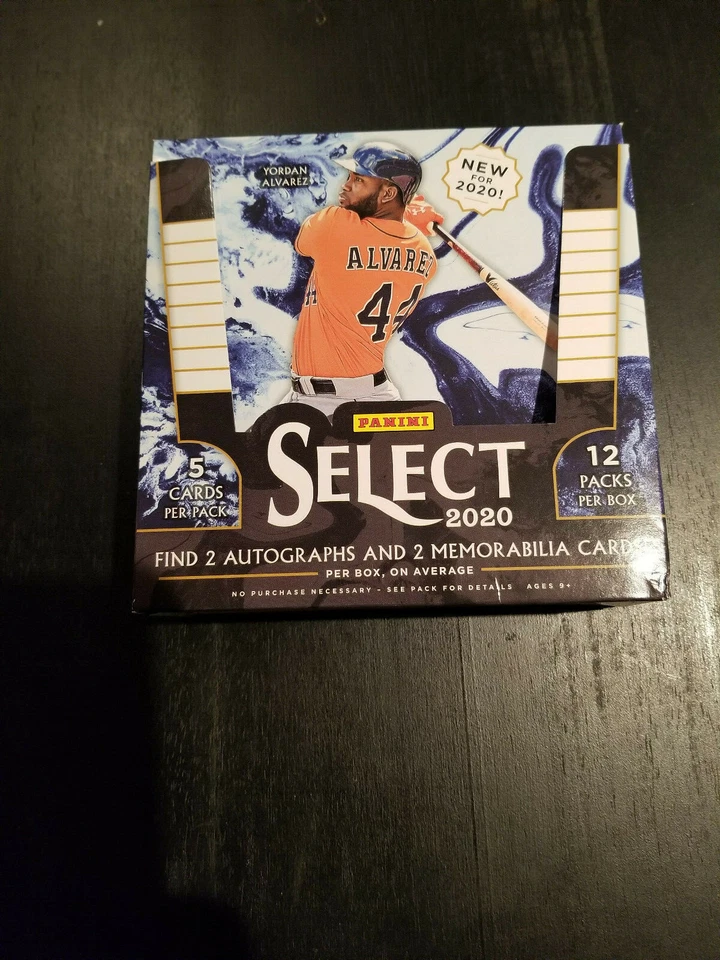 YORDAN
ALVAREZ
NEW
FOR
2020!
ALVAREZ
44
44
PANINI
SELECT
2020
5
CARDS
PER PACK
12
PACKS
PER BOX
FIND 2 AUTOGRAPHS AND 2 MEMORABILIA CARDS
PER BOX, ON AVERAGE
NO PURCHASE NECESSARY - SEE PACK FOR DETAILS AGES 9+